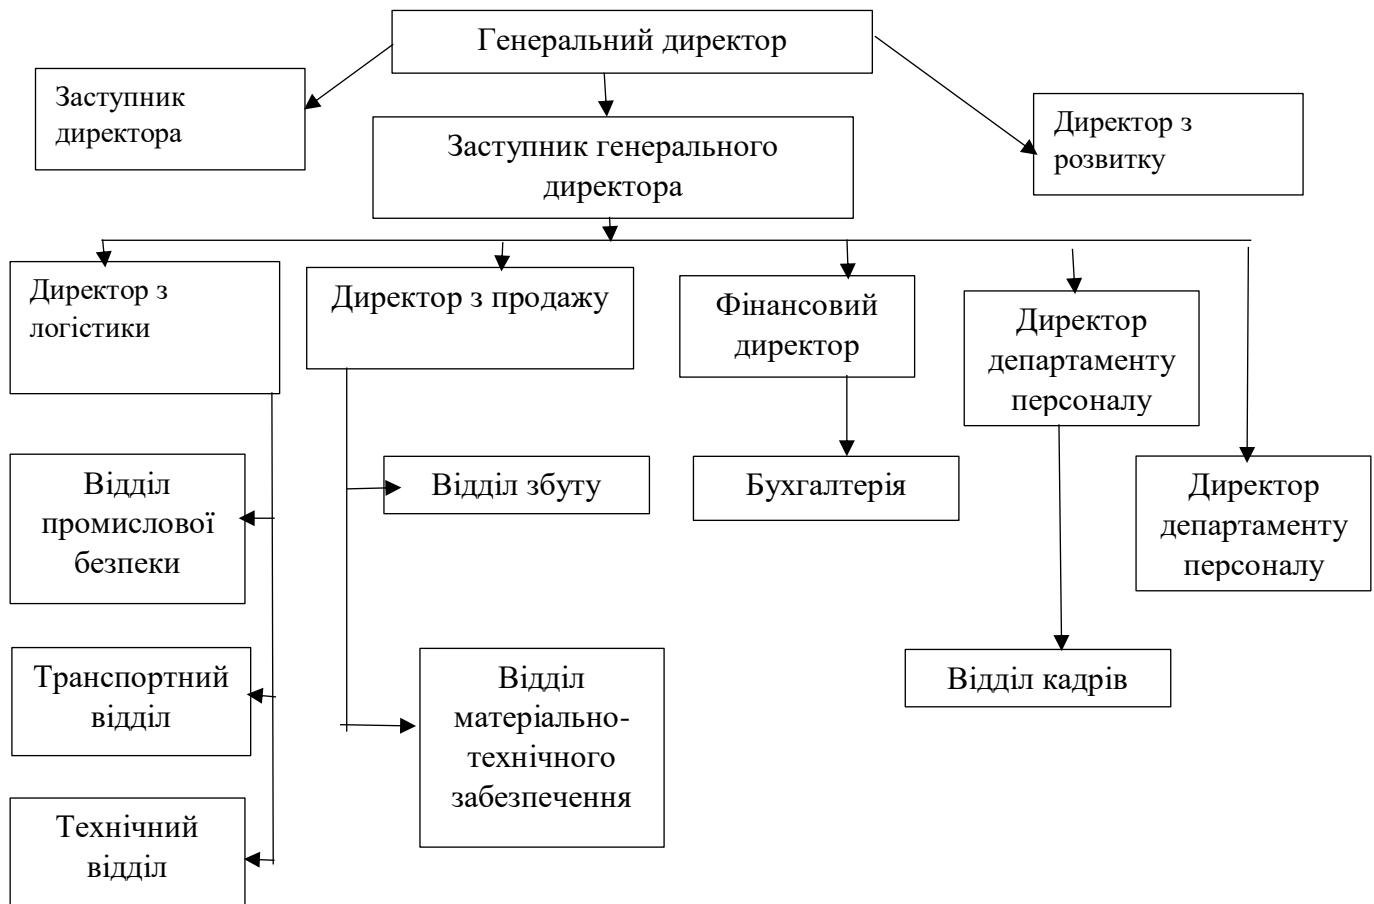 Генеральний директор
Заступник
директора
Заступник генерального
директора
Директор з
розвитку
Директор з
логістики
Директор з продажу
Фінансовий
директор
Директор
департаменту
персоналу
Відділ
промислової
безпеки
Відділ збуту
Бухгалтерія
Директор
департаменту
персоналу
Транспортний
відділ
Відділ
матеріально-
технічного
забезпечення
Відділ кадрів
Технічний
відділ